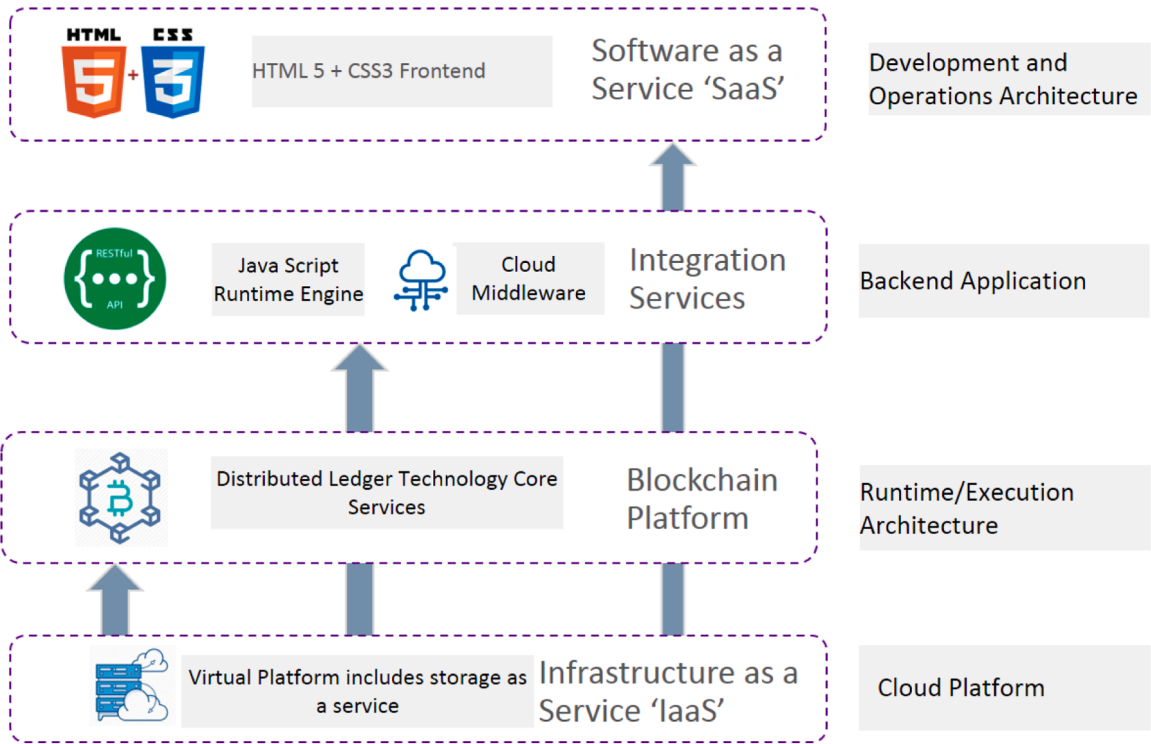 HTML CSS
5 + 3
HTML 5 + CSS3 Frontend
Software as a
Service ‘SaaS’
Development and
Operations Architecture
RESTful
{•••}
API
Java Script
Runtime Engine
Cloud
Middleware
Integration
Services
Backend Application
B
Distributed Ledger Technology Core
Services
Blockchain
Platform
Runtime/Execution
Architecture
Virtual Platform includes storage as
a service
Infrastructure as a
Service ‘IaaS’
Cloud Platform